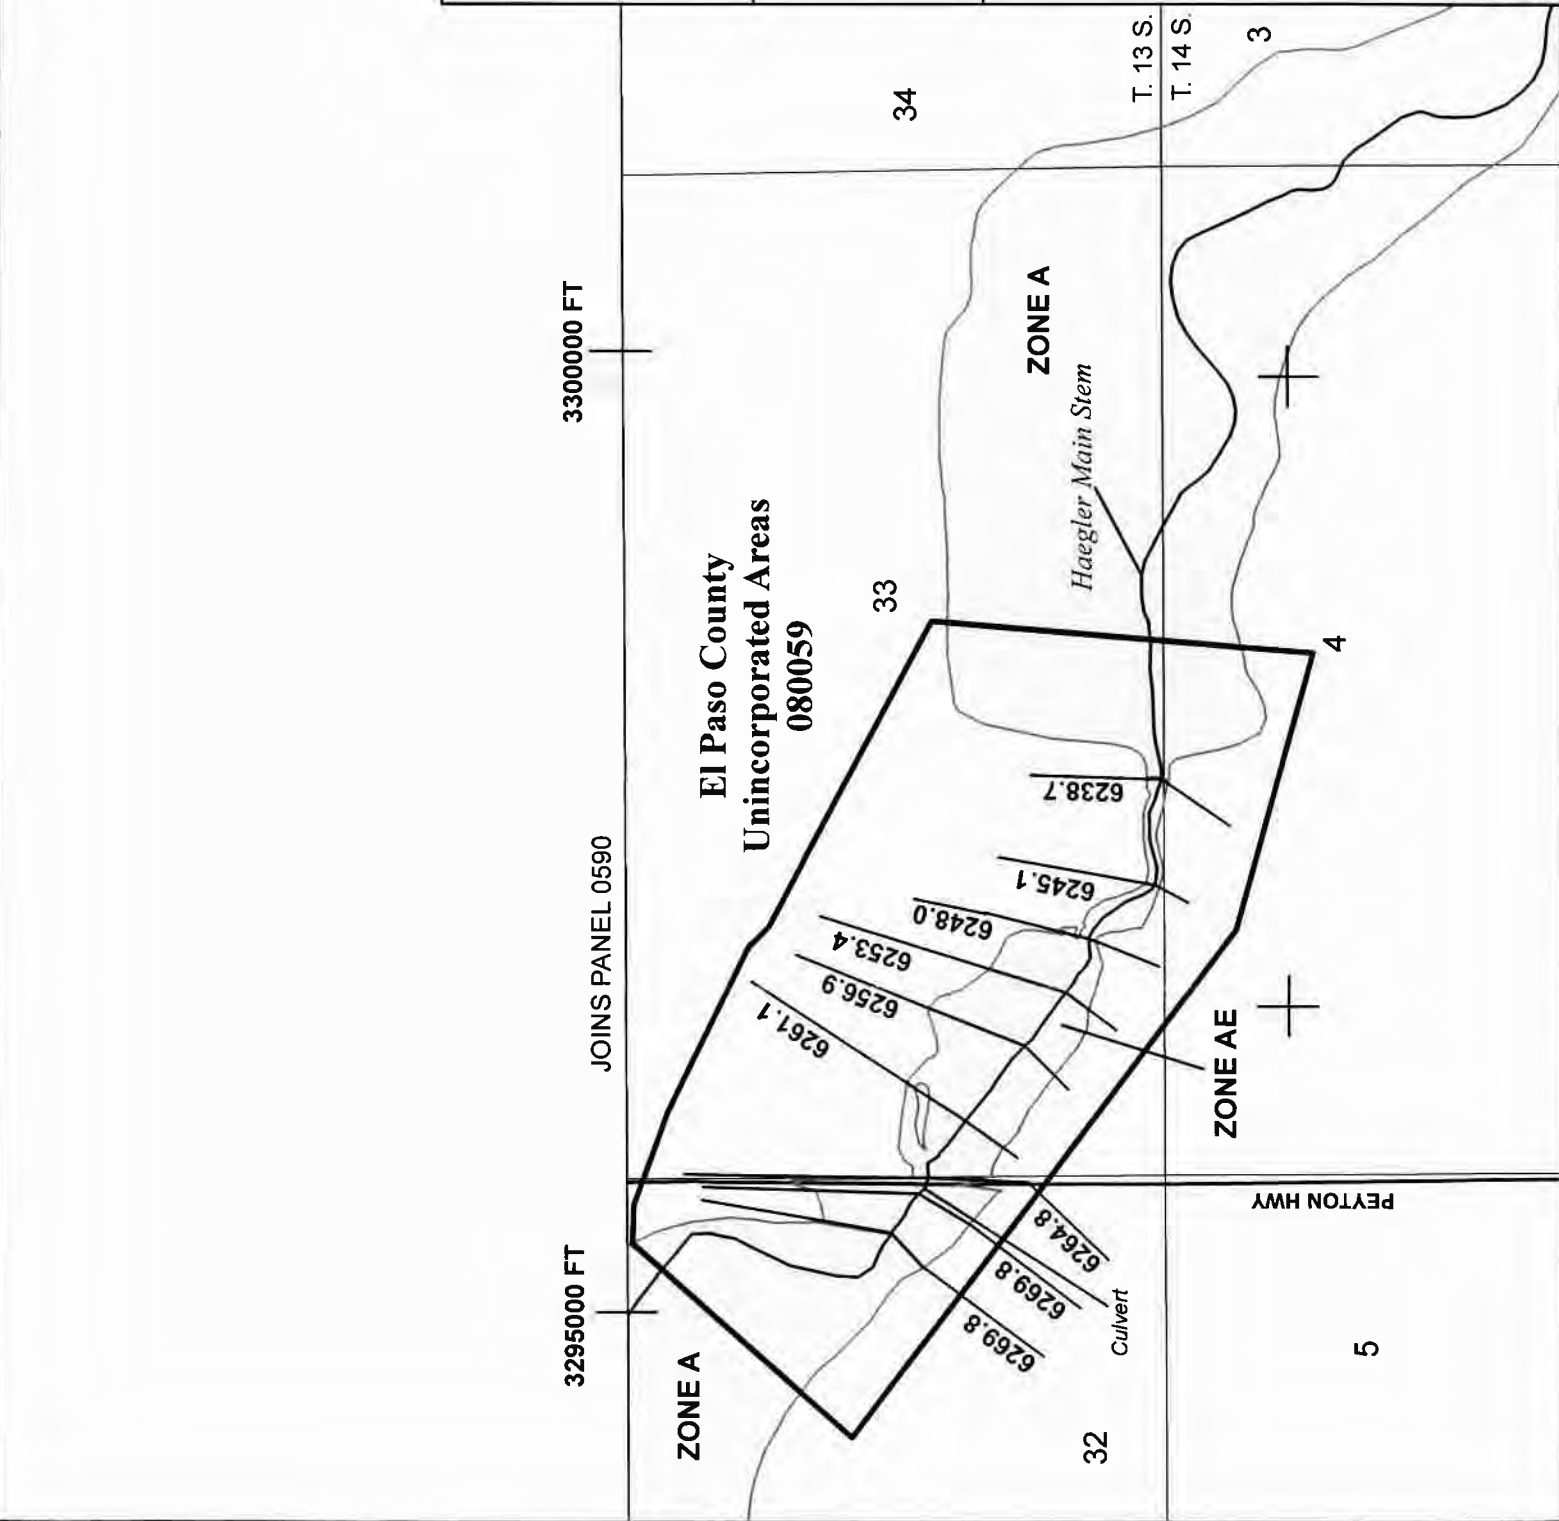 JOINS PANEL 0590
3295000 FT
3300000 FT
ZONE A
El Paso County
Unincorporated Areas
080059
34
33
32
ZONE A
Haegler Main Stem
T. 13 S.
T. 14 S.
3
4
5
6238.7
6245.1
6248.0
6253.4
6256.9
6261.1
6264.8
6269.8
6269.8
Culvert
ZONE AE
PEYTON HWY